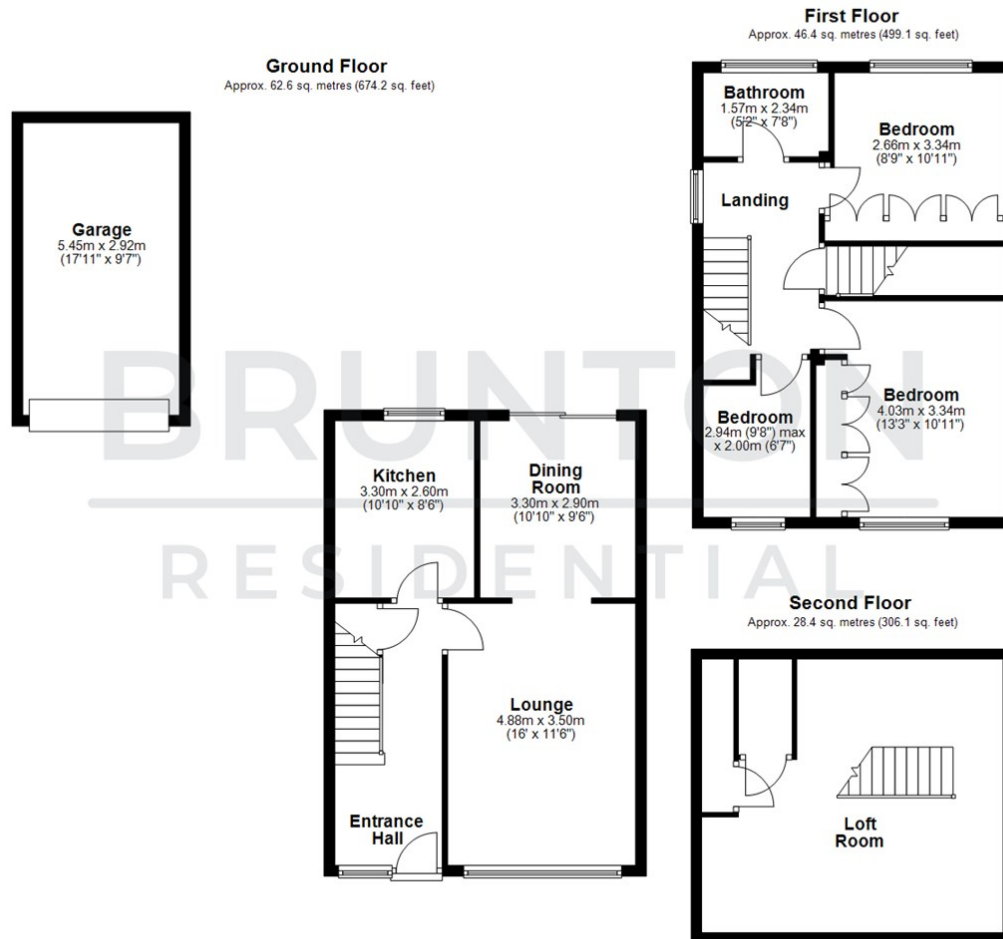 Ground Floor
Approx. 62.6 sq. metres (674.2 sq. feet)
Garage
5.45m x 2.92m
(17'11" x 9'7")
Kitchen
3.30m x 2.60m
(10'10" x 8'6")
Dining
Room
3.30m x 2.90m
(10'10" x 9'6")
Lounge
4.88m x 3.50m
(16' x 11'6")
Entrance
Hall
First Floor
Approx. 46.4 sq. metres (499.1 sq. feet)
Bathroom
1.57m x 2.34m
(5'2" x 7'8")
Bedroom
2.66m x 3.34m
(8'9" x 10'11")
Landing
Bedroom
2.94m (9'8") max
x 2.00m (6'7")
Bedroom
4.03m x 3.34m
(13'3" x 10'11")
Second Floor
Approx. 28.4 sq. metres (306.1 sq. feet)
Loft
Room
BRUNTON
RESIDENTIAL